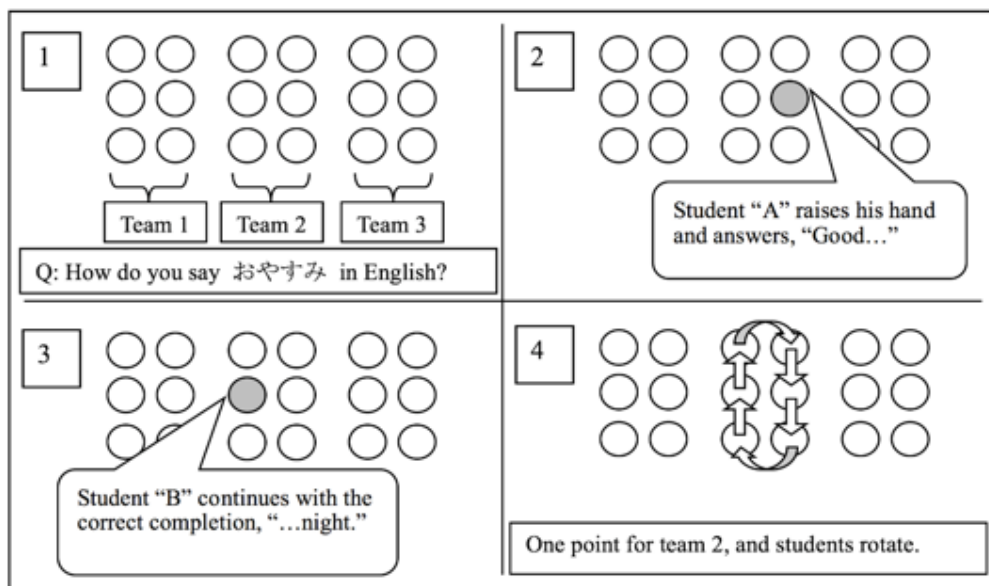 1
Team 1
Team 2
Team 3
Q: How do you say おやすみ in English?
2
Student “A” raises his hand
and answers, “Good…”
3
Student “B” continues with the
correct completion, “…night.”
4
One point for team 2, and students rotate.